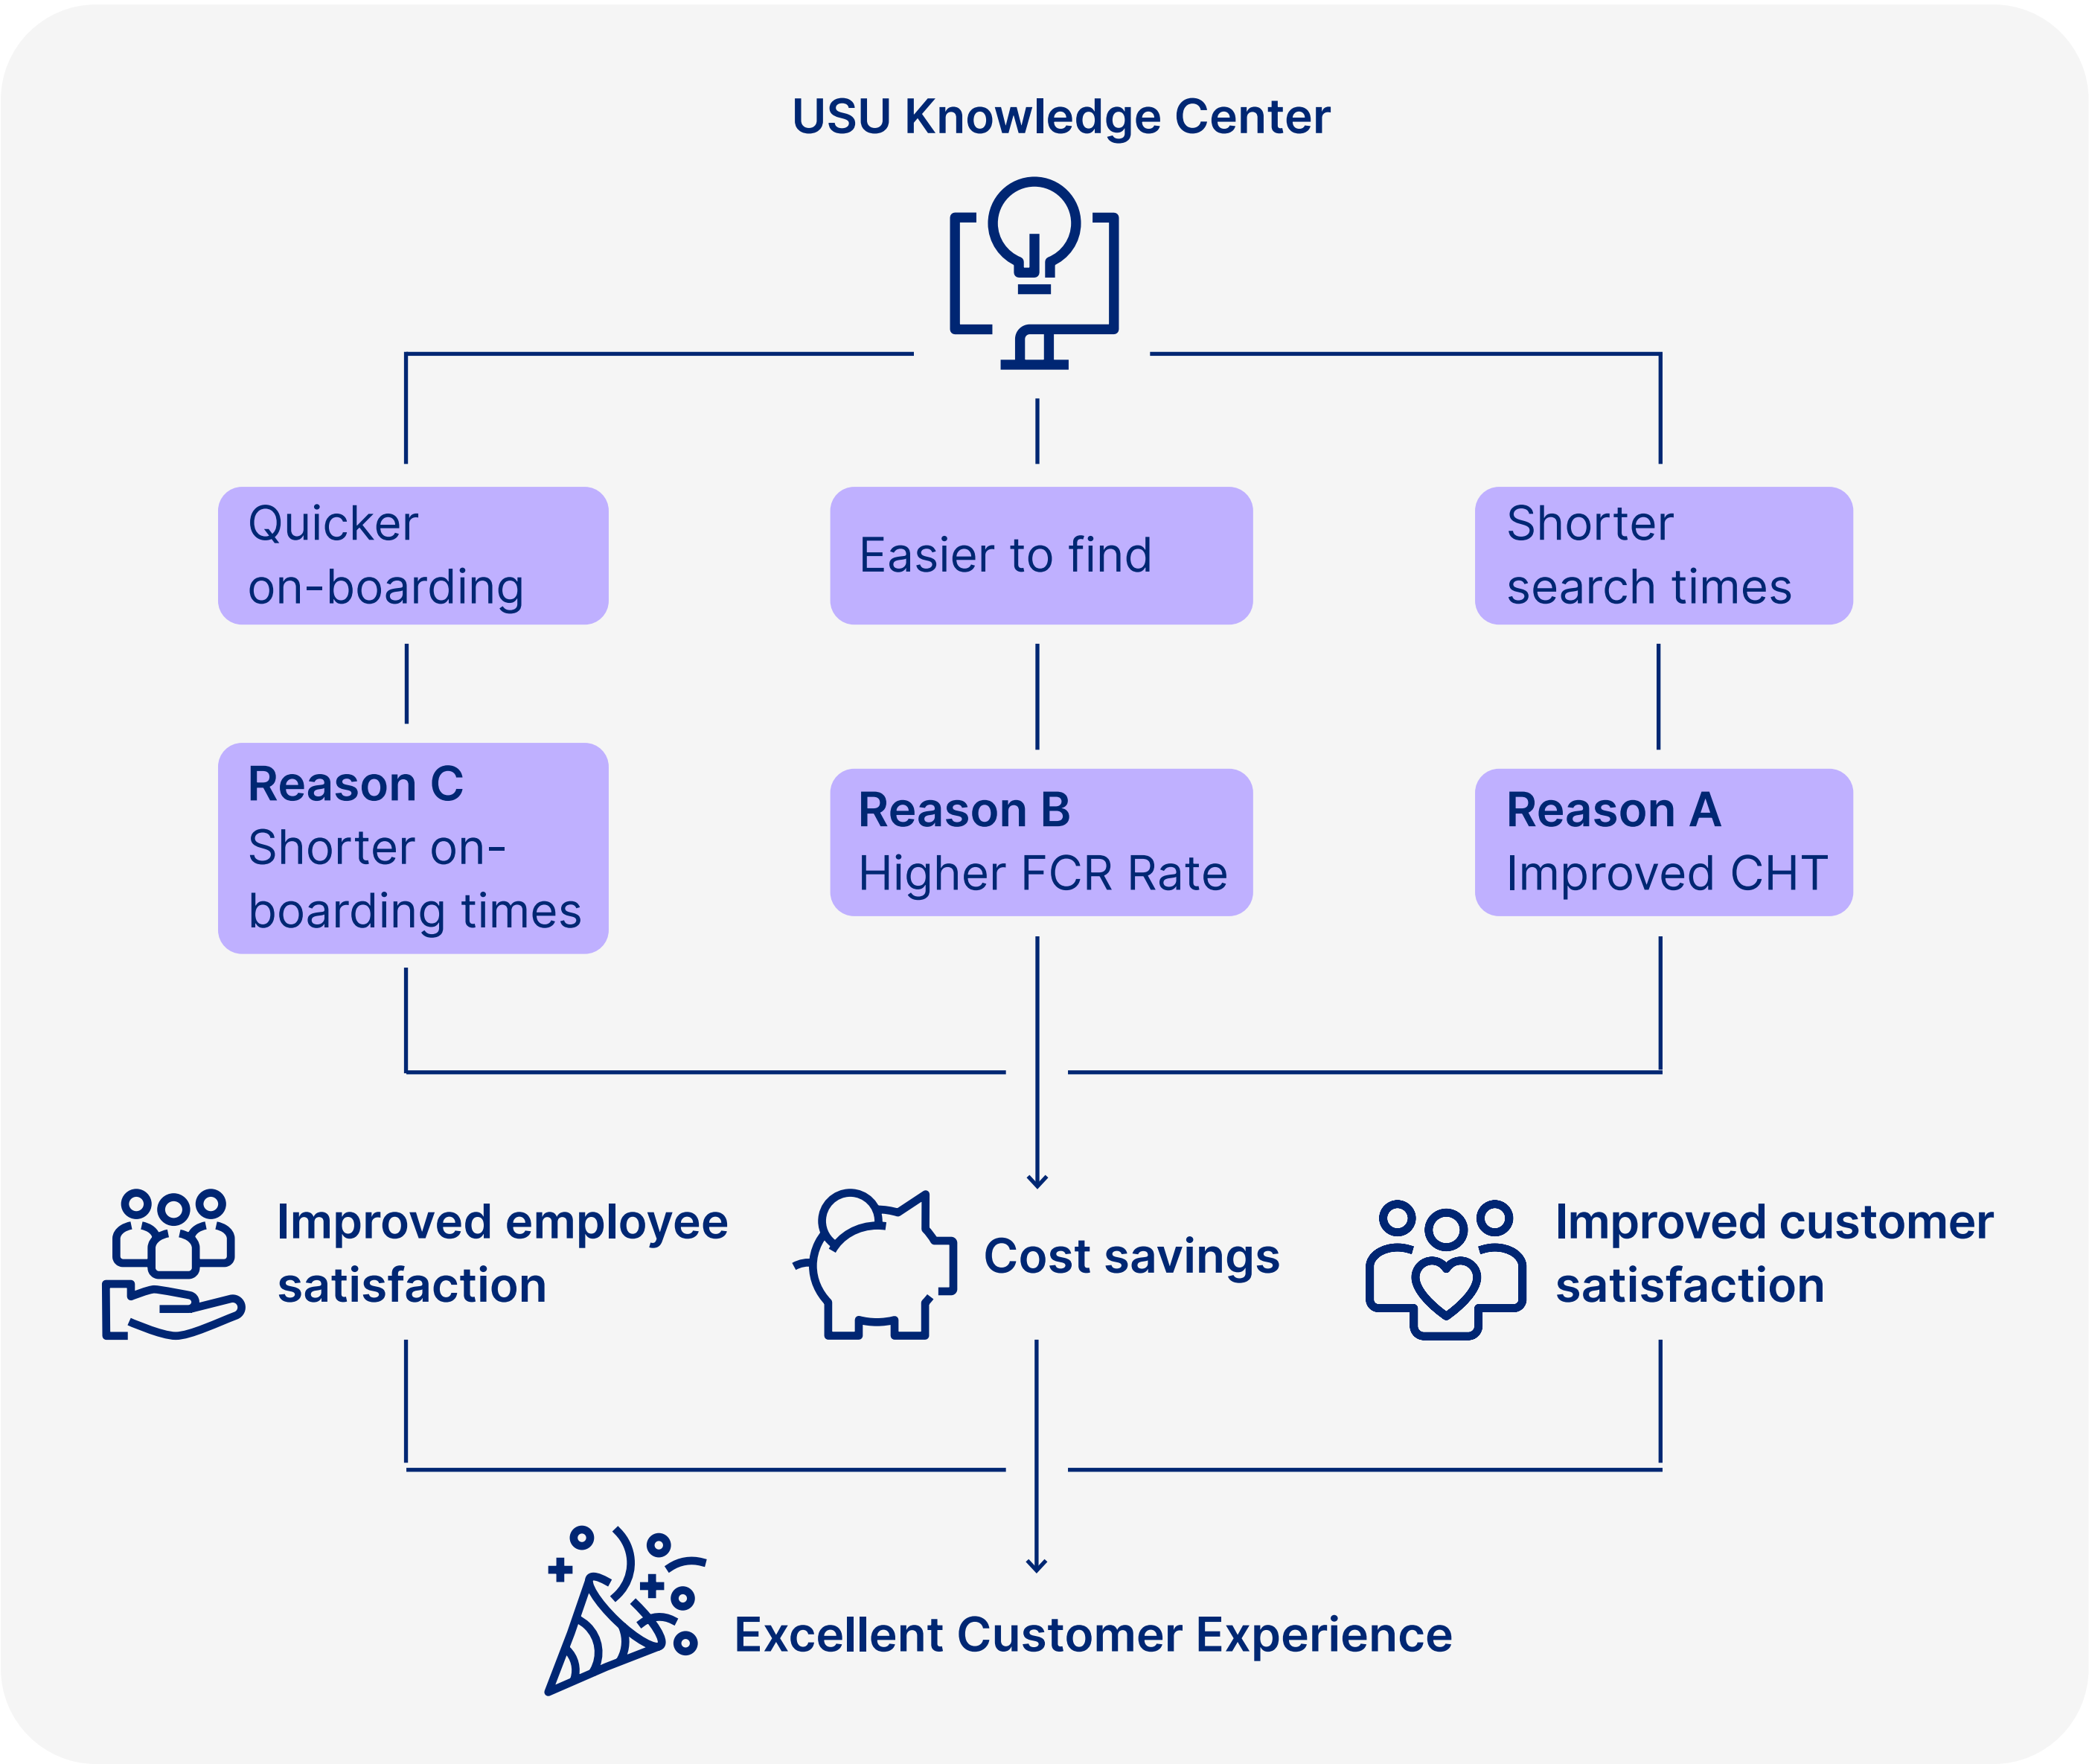 USU Knowledge Center
Quicker
on-boarding
Easier to find
Shorter
search times
Reason C
Shorter on-
boarding times
Reason B
Higher FCR Rate
Reason A
Improved CHT
Improved employee
satisfaction
Cost savings
Improved customer
satisfaction
Excellent Customer Experience